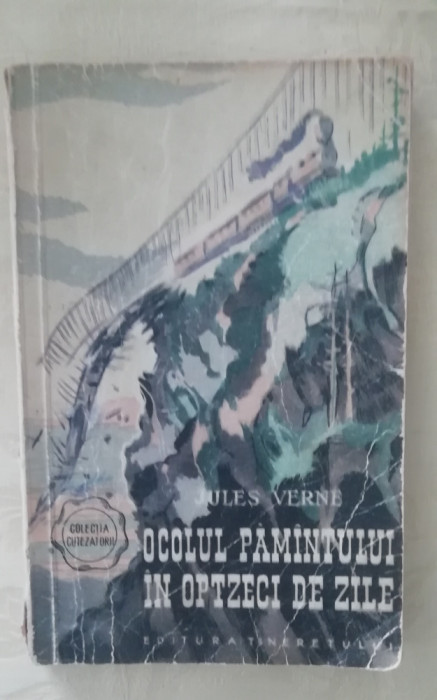 JULES VERNE
OCOLUL PĂMÎNTULUI
ÎN OPTZECI DE ZILE
COLECȚIA
CUTEZĂTORII
EDITURA TINERETULUI